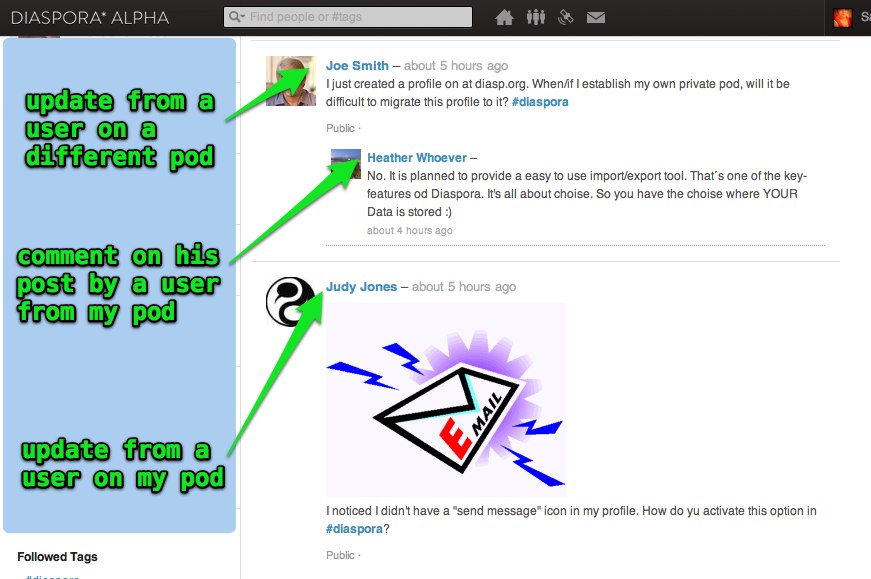 DIASPORA* ALPHA
Find people or #tags
Sa
update from a
user on a
different pod
Joe Smith – about 5 hours ago
I just created a profile on at diasp.org. When/if I establish my own private pod, will it be
difficult to migrate this profile to it? #diaspora
Public ·
Heather Whoever –
No. It is planned to provide a easy to use import/export tool. That´s one of the key-
features od Diaspora. It's all about choise. So you have the choise where YOUR
Data is stored :)
about 4 hours ago
comment on his
post by a user
from my pod
Judy Jones – about 5 hours ago
E MAIL
update from a
user on my pod
I noticed I didn't have a "send message" icon in my profile. How do yu activate this option in
#diaspora?
Public ·
Followed Tags
#diaspora